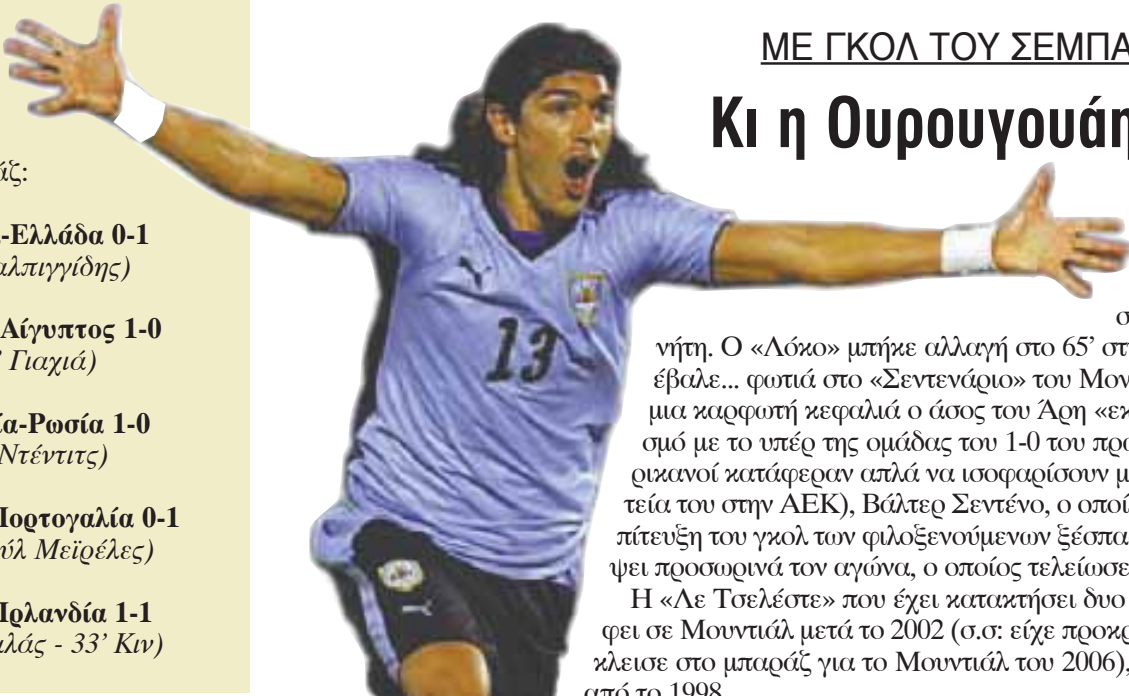 άζ:
-Ελλάδα 0-1
αλπιγγίδης)
Αίγυπτος 1-0
’ Γιαχιά)
ία-Ρωσία 1-0
Ντέντιτς)
Πορτογαλία 0-1
ούλ Μεϊρέλες)
Ιρλανδία 1-1
λάς - 33’ Κιν)
ΜΕ ΓΚΟΛ ΤΟΥ ΣΕΜΠΑ
Κι η Ουρουγουάη
13
σ
νήτη. Ο «Λόκο» μπήκε αλλαγή στο 65’ στ
έβαλε... φωτιά στο «Σεντενάριο» του Μον
μια καρφωτή κεφαλιά ο άσος του Άρη «εκ
σμό με το υπέρ της ομάδας του 1-0 του πρω
ρικανοί κατάφεραν απλά να ισοφαρίσουν μ
τεία του στην ΑΕΚ), Βάλτερ Σεντένο, ο οποί
πίτευξη του γκολ των φιλοξενούμενων ξέσπα
ψει προσωρινά τον αγώνα, ο οποίος τελείωσε
Η «Λε Τσελέστε» που έχει κατακτήσει δυο
φει σε Μουντιάλ μετά το 2002 (σ.σ: είχε προκρ
κλεισε στο μπαράζ για το Μουντιάλ του 2006),
από το 1998